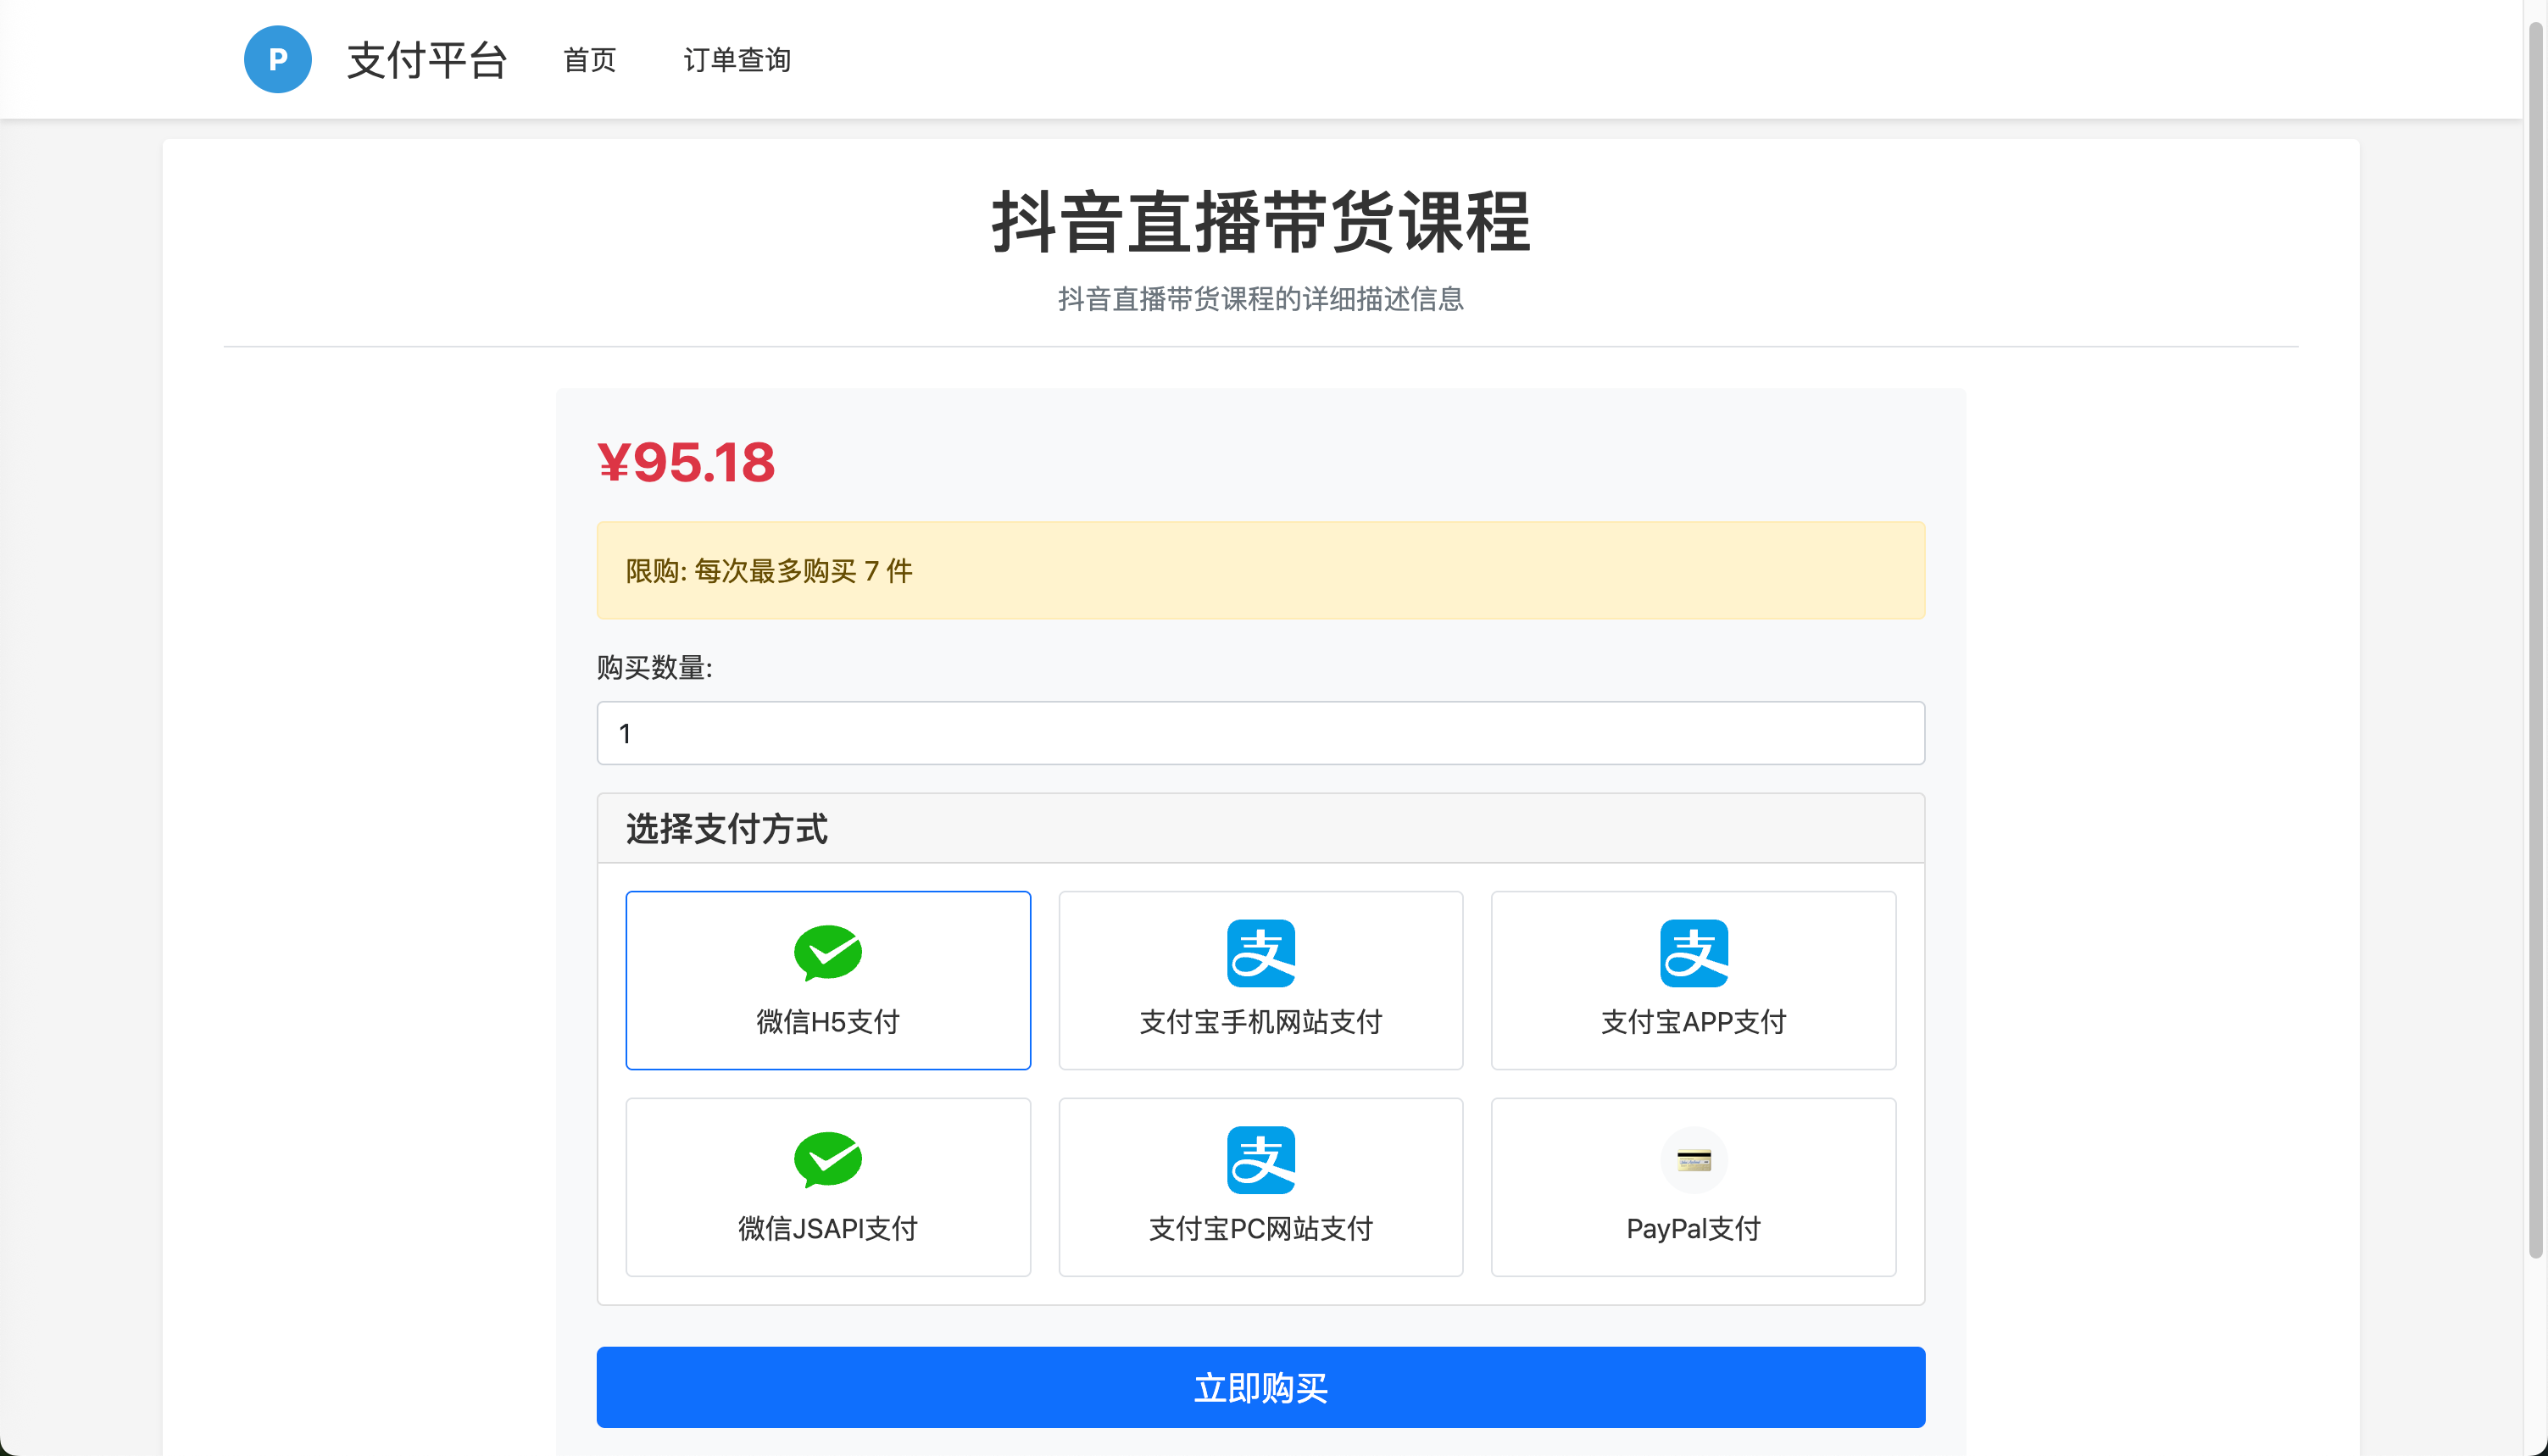 P 支付平台 首页 订单查询
抖音直播带货课程
抖音直播带货课程的详细描述信息
¥95.18
限购: 每次最多购买 7 件
购买数量:
1
选择支付方式
微信H5支付 支付宝手机网站支付 支付宝APP支付
微信JSAPI支付 支付宝PC网站支付 PayPal支付
立即购买